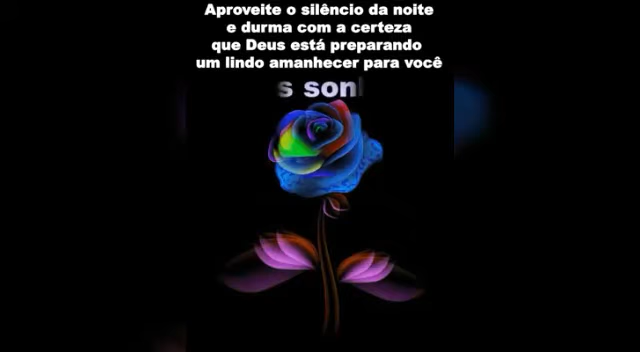 Aproveite o silêncio da noite
e durma com a certeza
que Deus está preparando
um lindo amanhecer para você